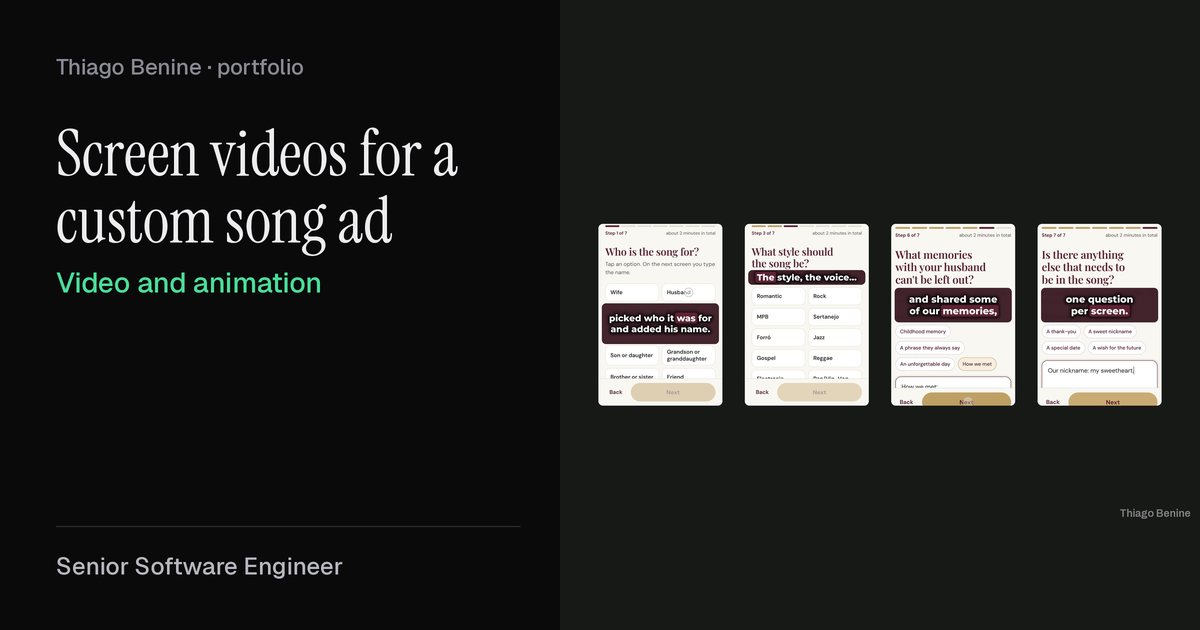 Thiago Benine · portfolio
Screen videos for a
custom song ad
Video and animation
Senior Software Engineer
Step 1 of 7
about 2 minutes in total
Who is the song for?
Tap an option. On the next screen you type
the name.
Wife
Husband
picked who it was for
and added his name.
Son or daughter
Grandson or
granddaughter
Brother or sister
Friend
Back
Next
Step 3 of 7
about 2 minutes in total
What style should
the song be?
The style, the voice...
Romantic
Rock
MPB
Sertanejo
Forró
Jazz
Gospel
Reggae
Back
Next
Step 6 of 7
about 2 minutes in total
What memories
with your husband
can't be left out?
and shared some
of our memories,
Childhood memory
A phrase they always say
An unforgettable day
How we met
How we met:
Back
Next
Step 7 of 7
about 2 minutes in total
Is there anything
else that needs to
be in the song?
one question
per screen.
A thank-you
A sweet nickname
A special date
A wish for the future
Our nickname: my sweetheart
Back
Next
Thiago Benine